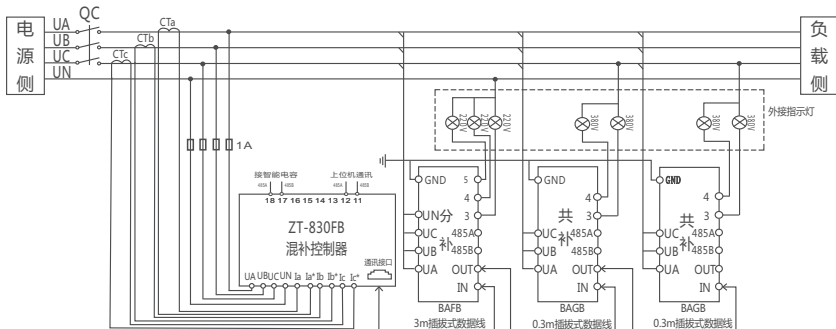 电源侧
UA
UB
UC
UN
QC
CTa
CTb
CTc
负载侧
220V
220V
220V
380V
380V
380V
380V
外接指示灯
1A
接智能电容
上位机通讯
485A
485B
485A
485B
18 17 16 15 14 13 12 11
ZT-830FB
混补控制器
通讯接口
UA UB UC UN Ia Ia* Ib Ib* Ic Ic*
GND
5
4
UN
分补
3
UC
485A
UB
485B
UA
OUT
IN
BAFB
3m插拔式数据线
GND
4
共补
3
UC
485A
UB
485B
UA
OUT
IN
BAGB
0.3m插拔式数据线
GND
4
共补
3
UC
485A
UB
485B
UA
OUT
IN
BAGB
0.3m插拔式数据线